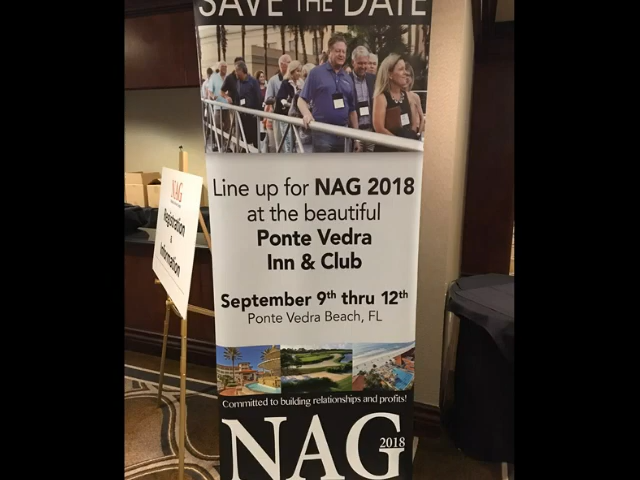 SAVE THE DATE
Line up for NAG 2018
at the beautiful
Ponte Vedra
Inn & Club
September 9th thru 12th
Ponte Vedra Beach, FL
Committed to building relationships and profits!
NAG
2018
NAG
Registration
&
Information